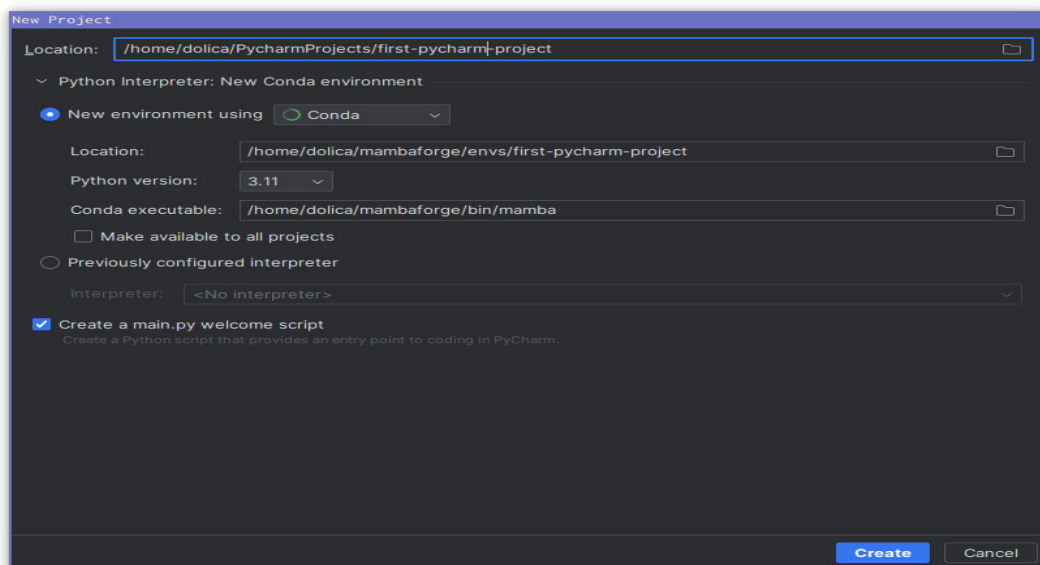 New Project
Location: /home/dolica/PycharmProjects/first-pycharm-project
Python Interpreter: New Conda environment
New environment using Conda
Location: /home/dolica/mambaforge/envs/first-pycharm-project
Python version: 3.11
Conda executable: /home/dolica/mambaforge/bin/mamba
Make available to all projects
Previously configured interpreter
Interpreter: <No interpreter>
Create a main.py welcome script
Create a Python script that provides an entry point to coding in PyCharm.
Create Cancel